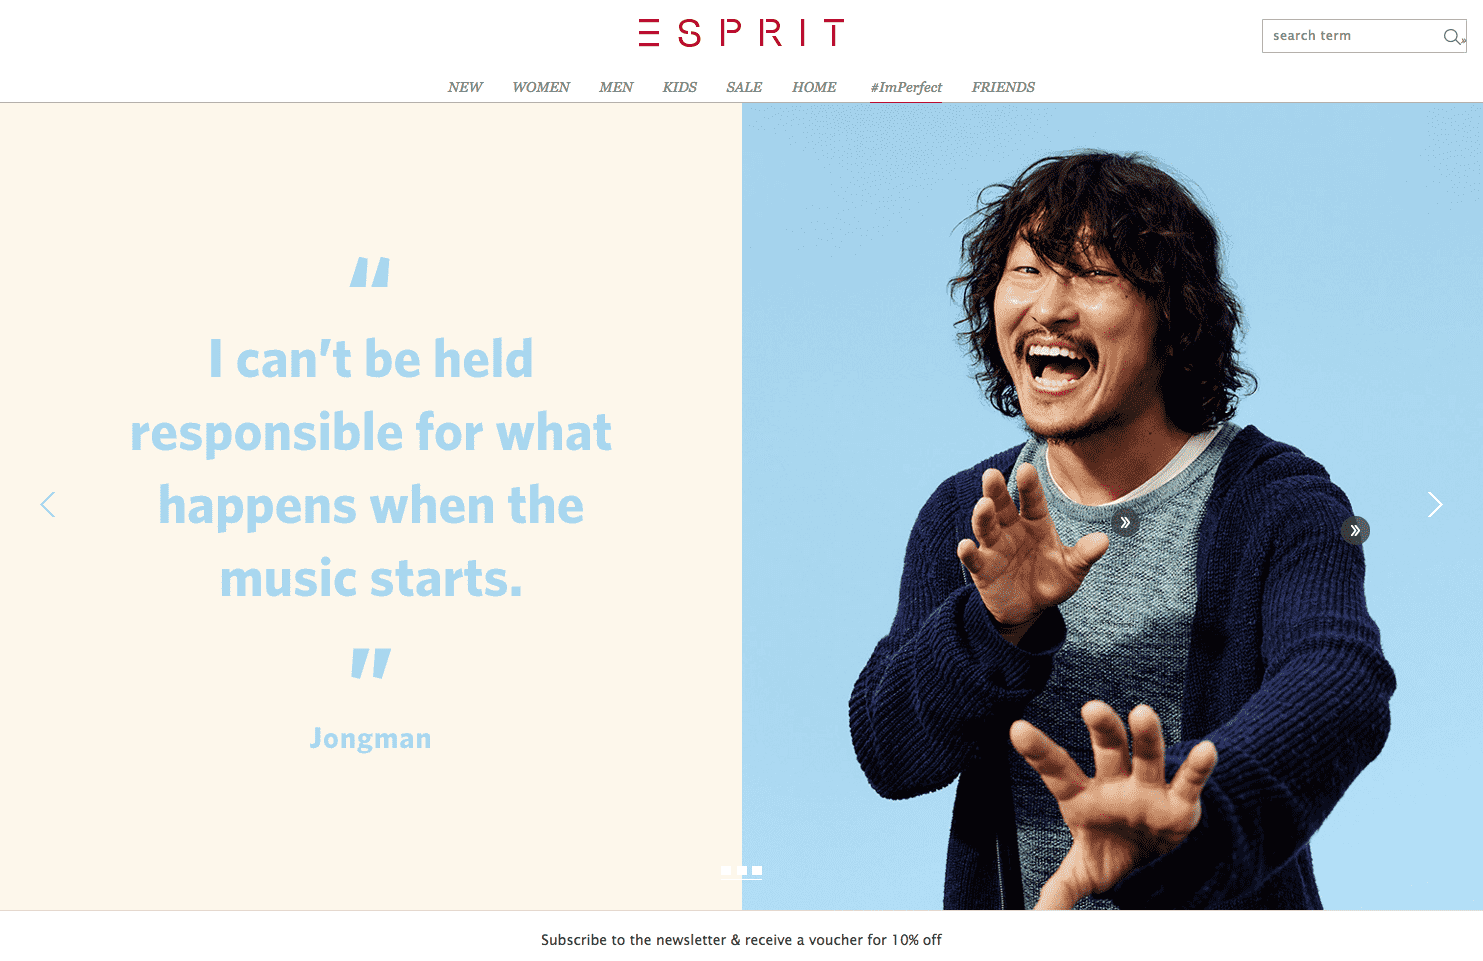 ESPRIT
search term
NEW WOMEN MEN KIDS SALE HOME #ImPerfect FRIENDS
“
I can’t be held
responsible for what
happens when the
music starts.
”
Jongman
Subscribe to the newsletter & receive a voucher for 10% off